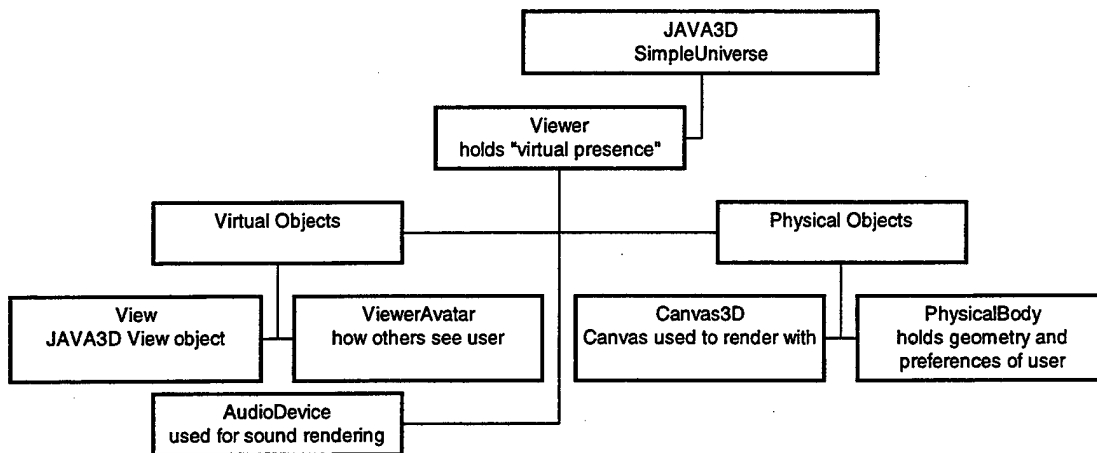 JAVA3D
SimpleUniverse
Viewer
holds "virtual presence"
Virtual Objects
Physical Objects
View
JAVA3D View object
ViewerAvatar
how others see user
Canvas3D
Canvas used to render with
PhysicalBody
holds geometry and
preferences of user
AudioDevice
used for sound rendering